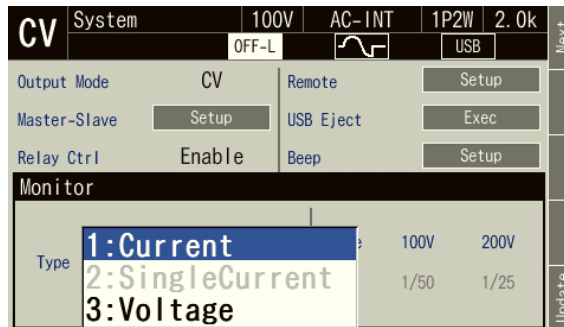 CV System 100V AC-INT 1P2W 2.0k Next
OFF-L USB
Output Mode CV Remote Setup
Master-Slave Setup USB Eject Exec
Relay Ctrl Enable Beep Setup
Monitor
1:Current 100V 200V
Type 2:SingleCurrent 1/50 1/25
3:Voltage Update